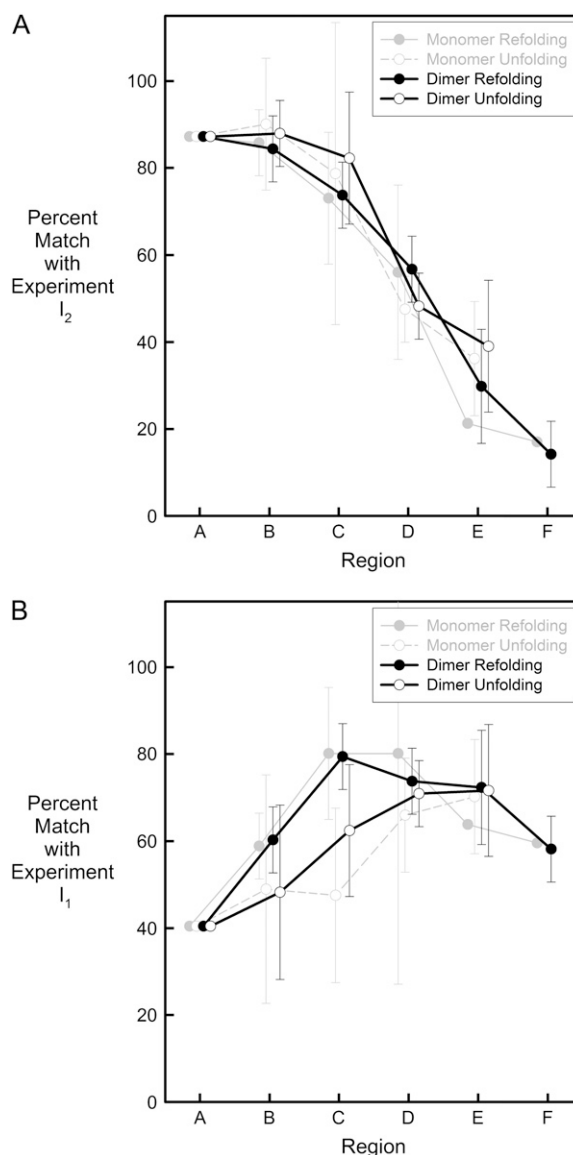 A
Monomer Refolding
Monomer Unfolding
Dimer Refolding
Dimer Unfolding
100
80
60
40
20
0
Percent
Match
with
Experiment
I₂
A B C D E F
Region
B
Monomer Refolding
Monomer Unfolding
Dimer Refolding
Dimer Unfolding
100
80
60
40
20
0
Percent
Match
with
Experiment
I₁
A B C D E F
Region